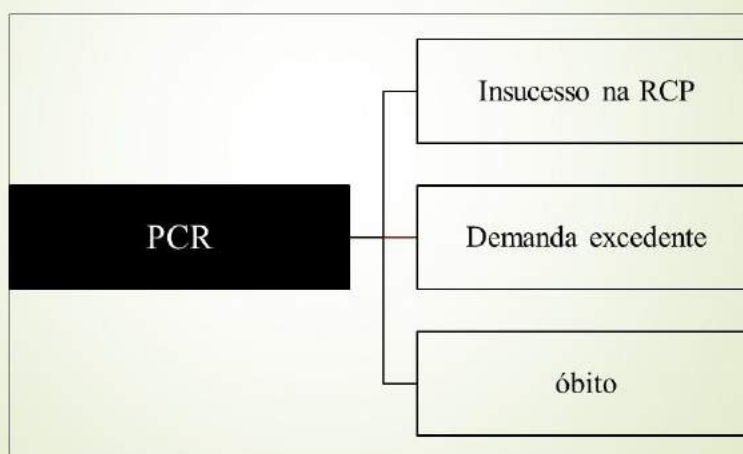 PCR
Insucesso na RCP
Demanda excedente
óbito